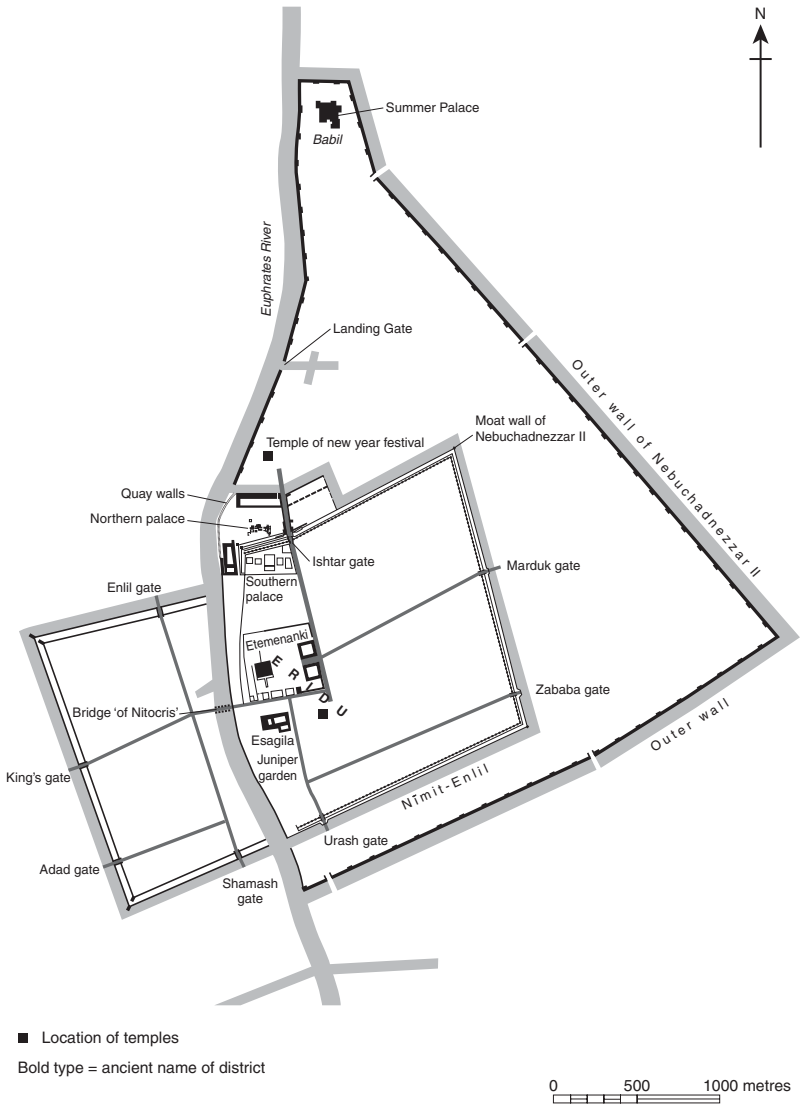 N
Summer Palace
Babil
Euphrates River
Landing Gate
Outer wall of Nebuchadnezzar II
Moat wall of
Nebuchadnezzar II
Temple of new year festival
Quay walls
Northern palace
Ishtar gate
Marduk gate
Enlil gate
Southern
palace
Etemenanki
ERIDU
Zababa gate
Bridge ‘of Nitocris’
Outer wall
Esagila
Juniper
garden
King's gate
Nīmit-Enlil
Urash gate
Adad gate
Shamash
gate
Location of temples
Bold type = ancient name of district
0 500 1000 metres